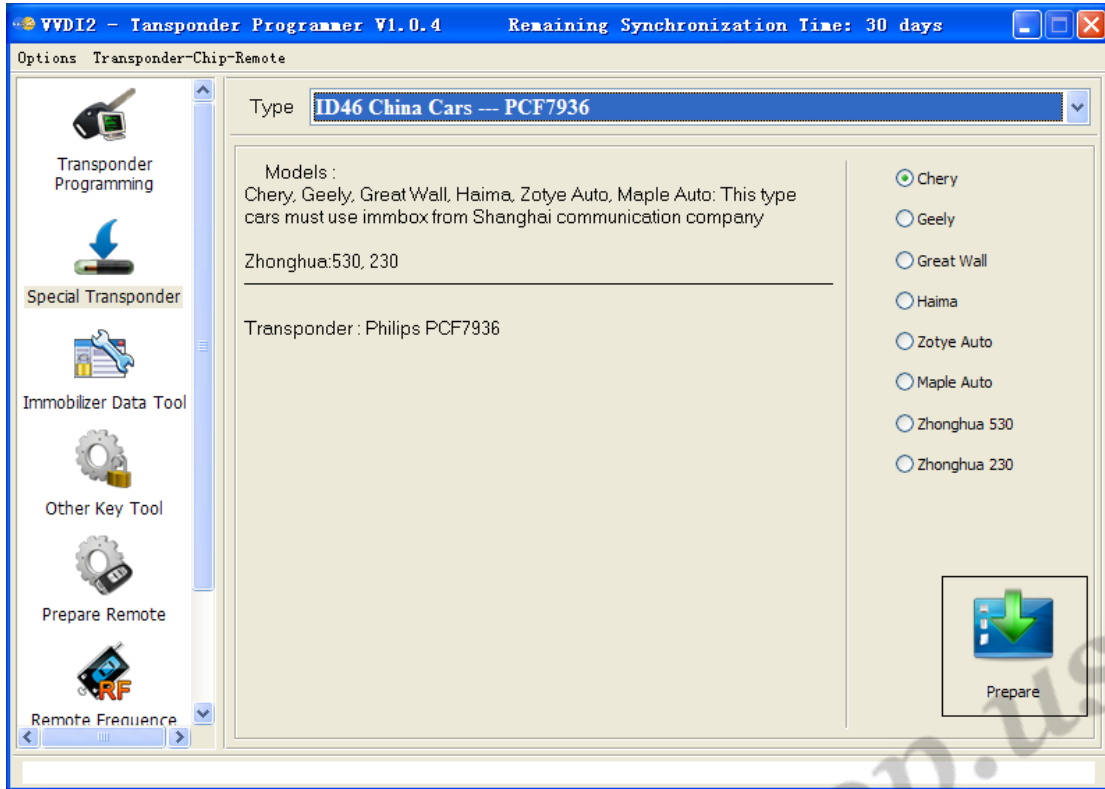 VVDI2 - Tansponder Programmer V1.0.4 Remaining Synchronization Time: 30 days
Options Transponder-Chip-Remote
Transponder
Programming
Special Transponder
Immobilizer Data Tool
Other Key Tool
Prepare Remote
RF
Remote Frequence
Type ID46 China Cars --- PCF7936
Models :
Chery, Geely, Great Wall, Haima, Zotye Auto, Maple Auto: This type
cars must use immbox from Shanghai communication company
Zhonghua:530, 230
Transponder : Philips PCF7936
Chery
Geely
Great Wall
Haima
Zotye Auto
Maple Auto
Zhonghua 530
Zhonghua 230
Prepare